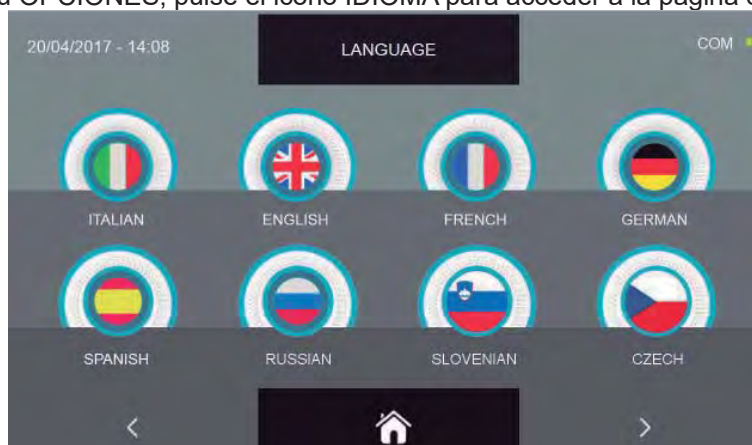 OPSIONES, pulse el icono IDIOMA para acceder a la página
20/04/2017 - 14:08
LANGUAGE
COM
ITALIAN
ENGLISH
FRENCH
GERMAN
SPANISH
RUSSIAN
SLOVENIAN
CZECH